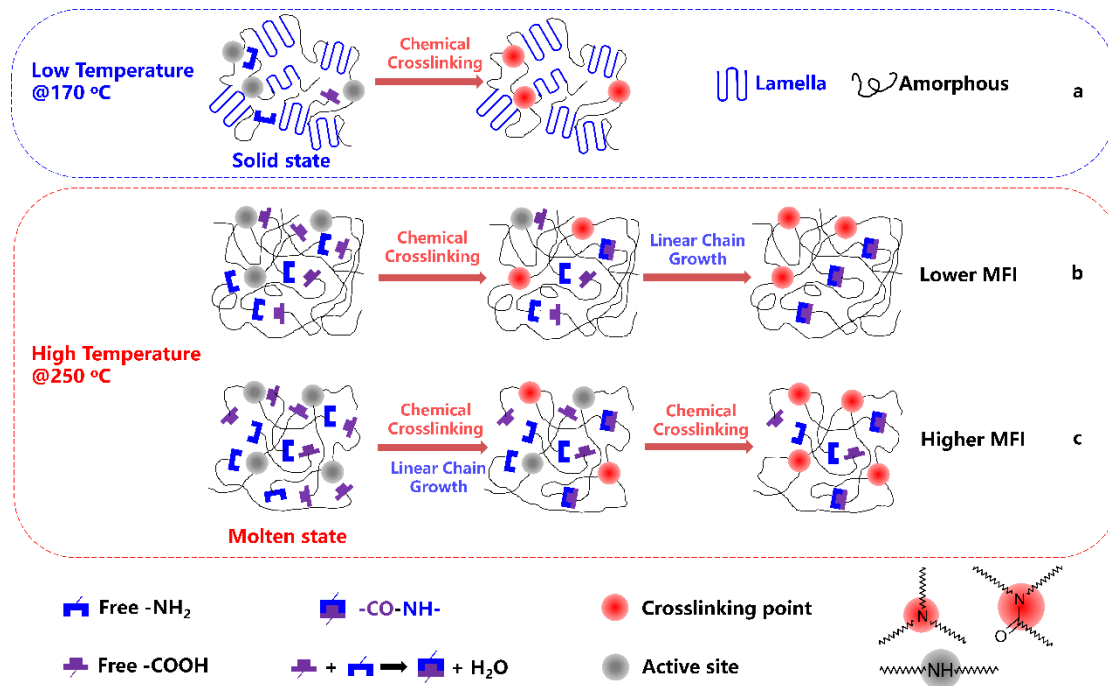 Low Temperature
@170 ºC
Chemical
Crosslinking
Lamella
Amorphous
a
Solid state
High Temperature
@250 ºC
Chemical
Crosslinking
Linear Chain
Growth
Lower MFI
b
Chemical
Crosslinking
Linear Chain
Growth
Chemical
Crosslinking
Higher MFI
c
Molten state
Free -NH₂
-CO-NH-
Crosslinking point
N
N
O
Free -COOH
+ + H₂O
Active site
NH